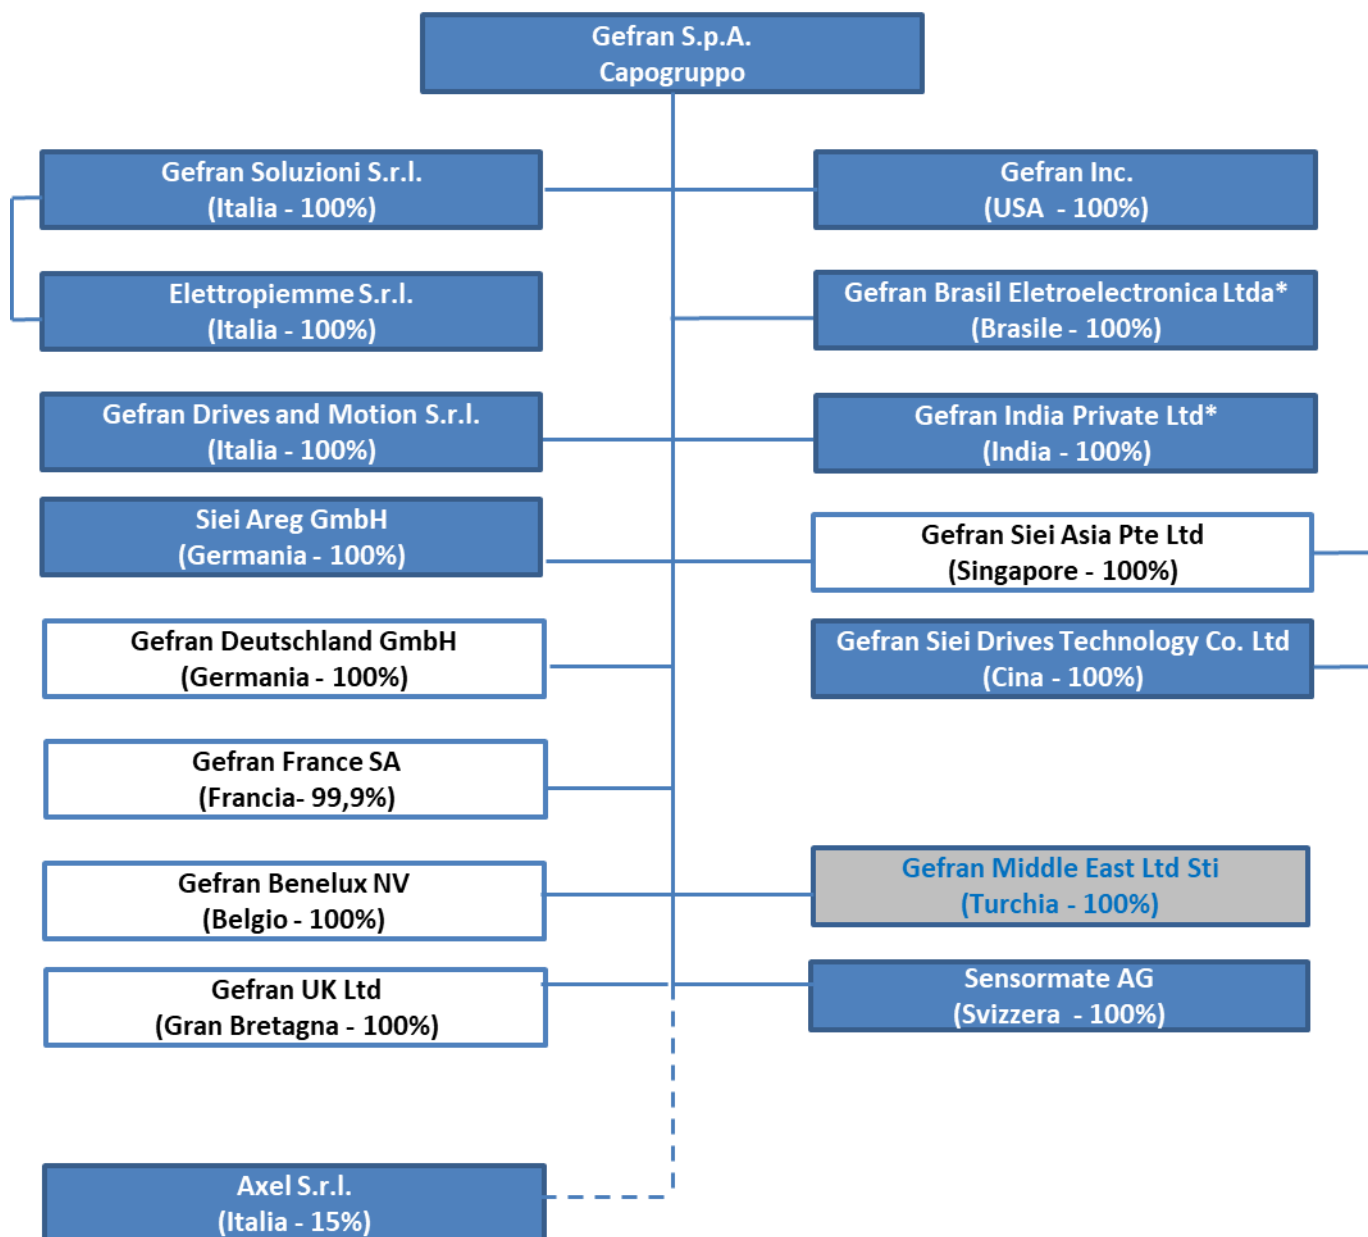 Gefran S.p.A.
Capogruppo
Gefran Soluzioni S.r.l.
(Italia - 100%)
Gefran Inc.
(USA - 100%)
Elettropiemme S.r.l.
(Italia - 100%)
Gefran Brasil Eletroelectronica Ltda*
(Brasile - 100%)
Gefran Drives and Motion S.r.l.
(Italia - 100%)
Gefran India Private Ltd*
(India - 100%)
Siei Areg GmbH
(Germania - 100%)
Gefran Siei Asia Pte Ltd
(Singapore - 100%)
Gefran Deutschland GmbH
(Germania - 100%)
Gefran Siei Drives Technology Co. Ltd
(Cina - 100%)
Gefran France SA
(Francia- 99,9%)
Gefran Benelux NV
(Belgio - 100%)
Gefran Middle East Ltd Sti
(Turchia - 100%)
Gefran UK Ltd
(Gran Bretagna - 100%)
Sensormate AG
(Svizzera - 100%)
Axel S.r.l.
(Italia - 15%)